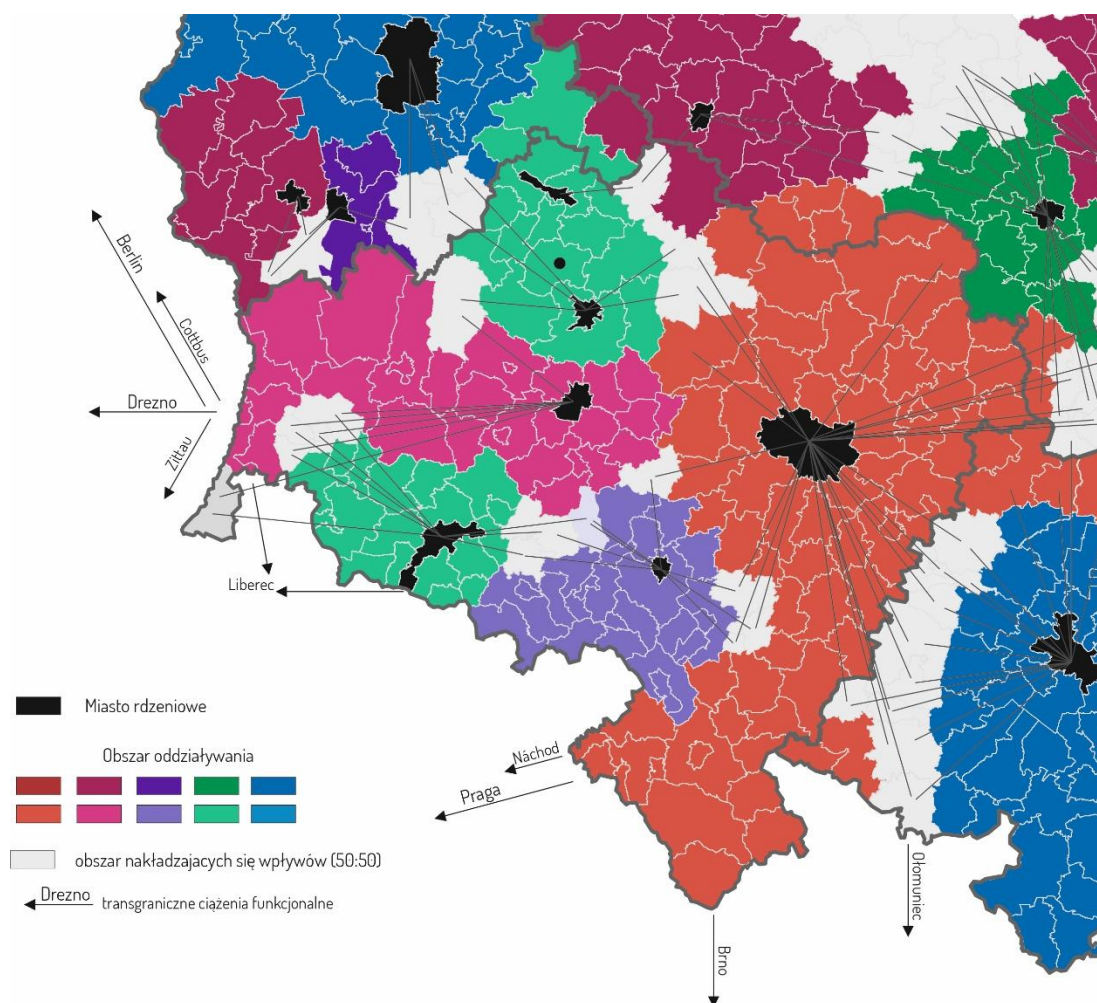 Berlin
Cottbus
Drezno
Zittau
Liberec
Miasto rdzeniowe
Obszar oddziaływania
Náchod
Praga
obszar nakładzajacych się wpływów (50:50)
Drezno
transgraniczne ciążenia funkcjonalne
Ołomuniec
Brno